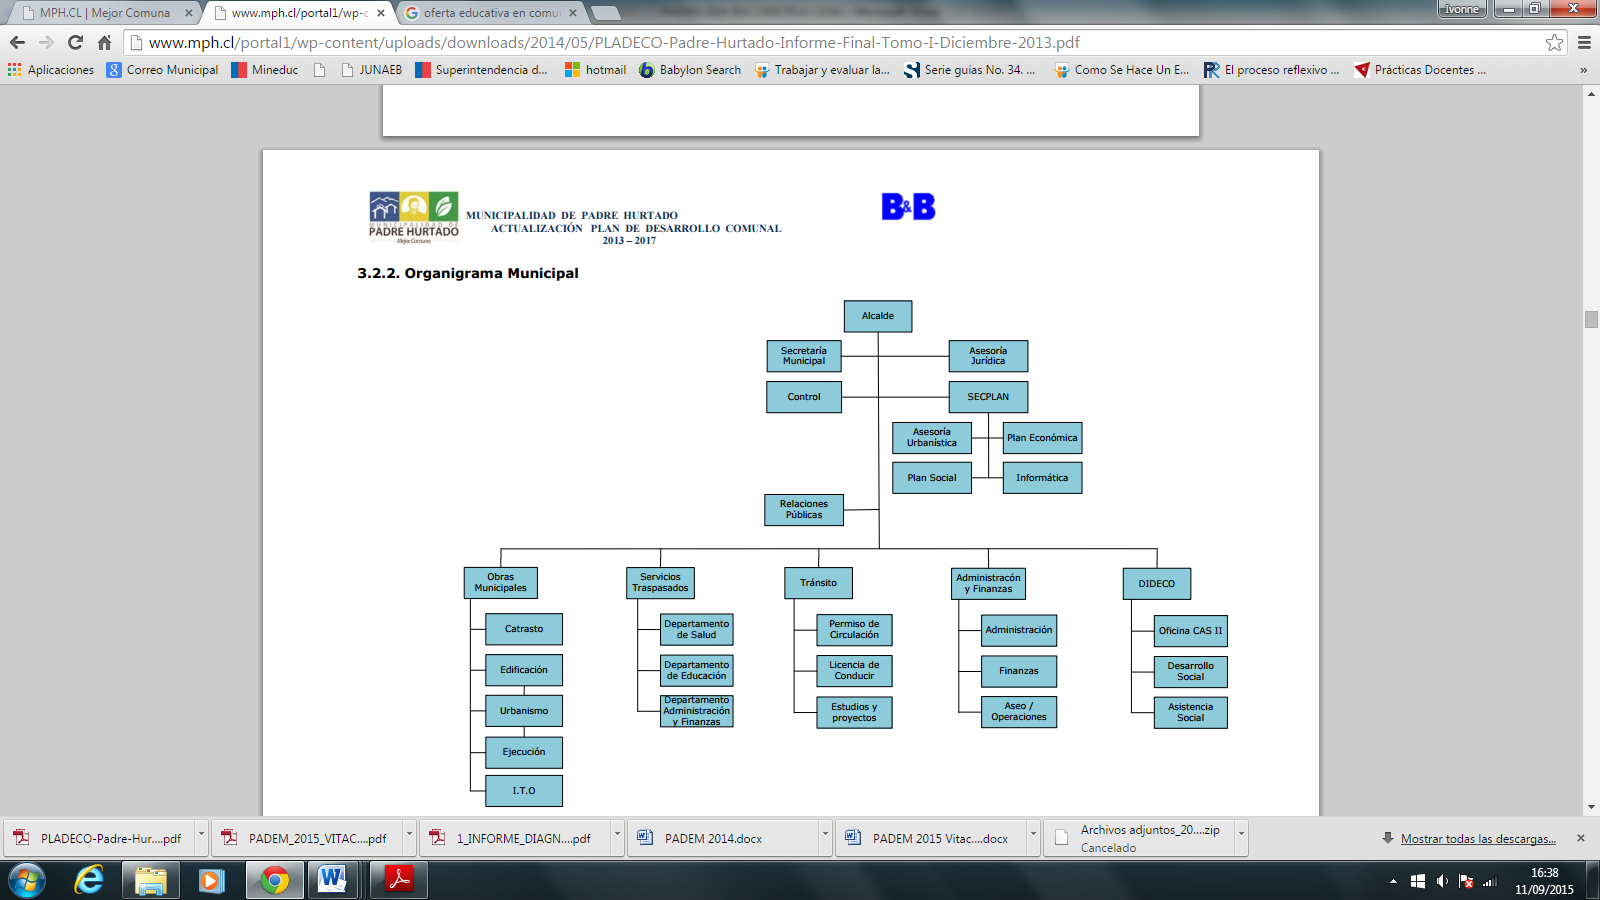 MPH.CL | Mejor Comuna
www.mph.cl/portal1/wp-c
oferta educativa en comu
Ivonne
www.mph.cl/portal1/wp-content/uploads/downloads/2014/05/PLADECO-Padre-Hurtado-Informe-Final-Tomo-I-Diciembre-2013.pdf
Aplicaciones
Correo Municipal
Mineduc
JUNAEB
Superintendencia d...
hotmail
Babylon Search
Trabajar y evaluar la...
Serie guías No. 34. ...
Como Se Hace Un E...
El proceso reflexivo ...
Prácticas Docentes ...
»
MUNICIPALIDAD DE
PADRE HURTADO
Mejor Comuna
MUNICIPALIDAD DE PADRE HURTADO
ACTUALIZACIÓN PLAN DE DESARROLLO COMUNAL
2013 – 2017
B&B
3.2.2. Organigrama Municipal
Alcalde
Secretaría
Municipal
Asesoría
Jurídica
Control
SECPLAN
Asesoría
Urbanística
Plan Económica
Plan Social
Informática
Relaciones
Públicas
Obras
Municipales
Servicios
Traspasados
Tránsito
Administracón
y Finanzas
DIDECO
Catrasto
Edificación
Urbanismo
Ejecución
I.T.O
Departamento
de Salud
Departamento
de Educación
Departamento
Administración
y Finanzas
Permiso de
Circulación
Licencia de
Conducir
Estudios y
proyectos
Administración
Finanzas
Aseo /
Operaciones
Oficina CAS II
Desarrollo
Social
Asistencia
Social
PLADECO-Padre-Hur....pdf
PADEM_2015_VITAC....pdf
1_INFORME_DIAGN....pdf
PADEM 2014.docx
PADEM 2015 Vitac....docx
Archivos adjuntos_20....zip
Cancelado
Mostrar todas las descargas...
16:38
11/09/2015